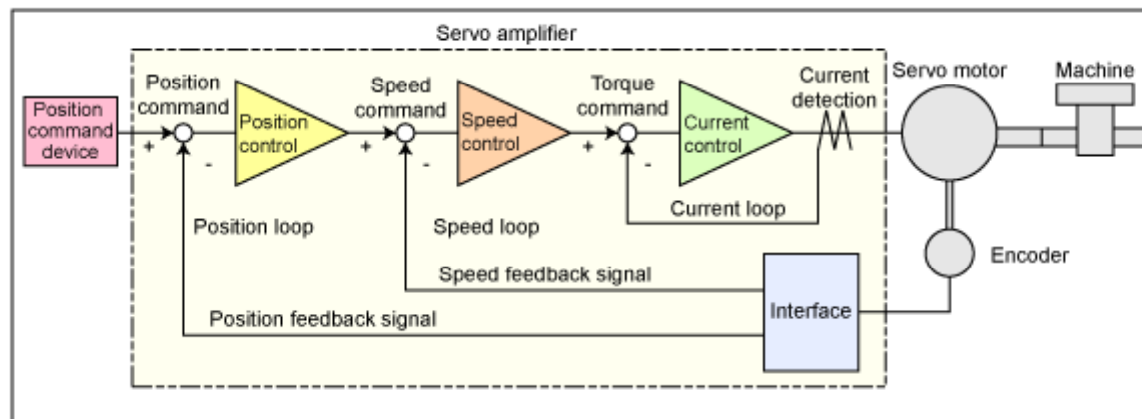 Servo amplifier
Position
command
device
Position
command
+
-
Position
control
Speed
command
+
-
Speed
control
Torque
command
+
-
Current
control
Current
detection
Servo motor
Machine
Current loop
Position loop
Speed loop
Encoder
Speed feedback signal
Interface
Position feedback signal